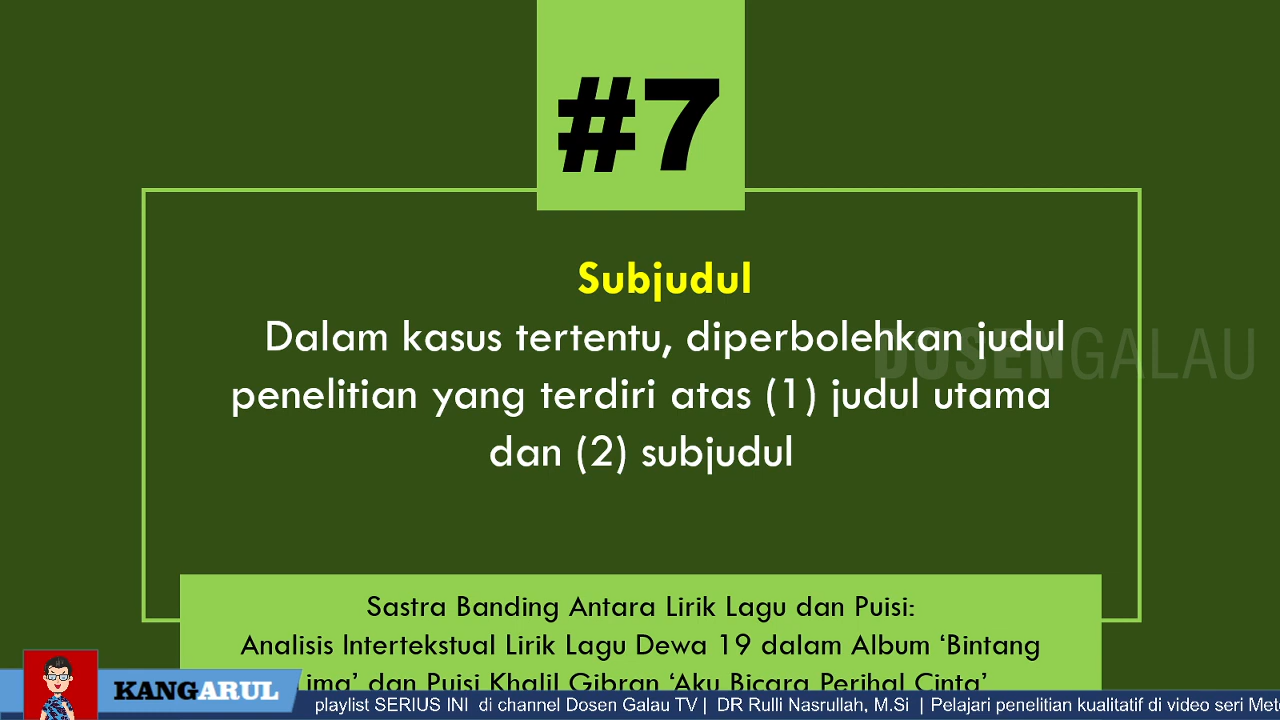 #7
Subjudul
Dalam kasus tertentu, diperbolehkan judul
penelitian yang terdiri atas (1) judul utama
dan (2) subjudul
DOSENGALAU
Sastra Banding Antara Lirik Lagu dan Puisi:
Analisis Intertekstual Lirik Lagu Dewa 19 dalam Album ‘Bintang
dan Puisi Khalil Gibran ‘Aku Bicara Perihal Cinta’
KANGARUL
playlist SERIUS INI di channel Dosen Galau TV | DR Rulli Nasrullah, M.Si | Pelajari penelitian kualitatif di video seri